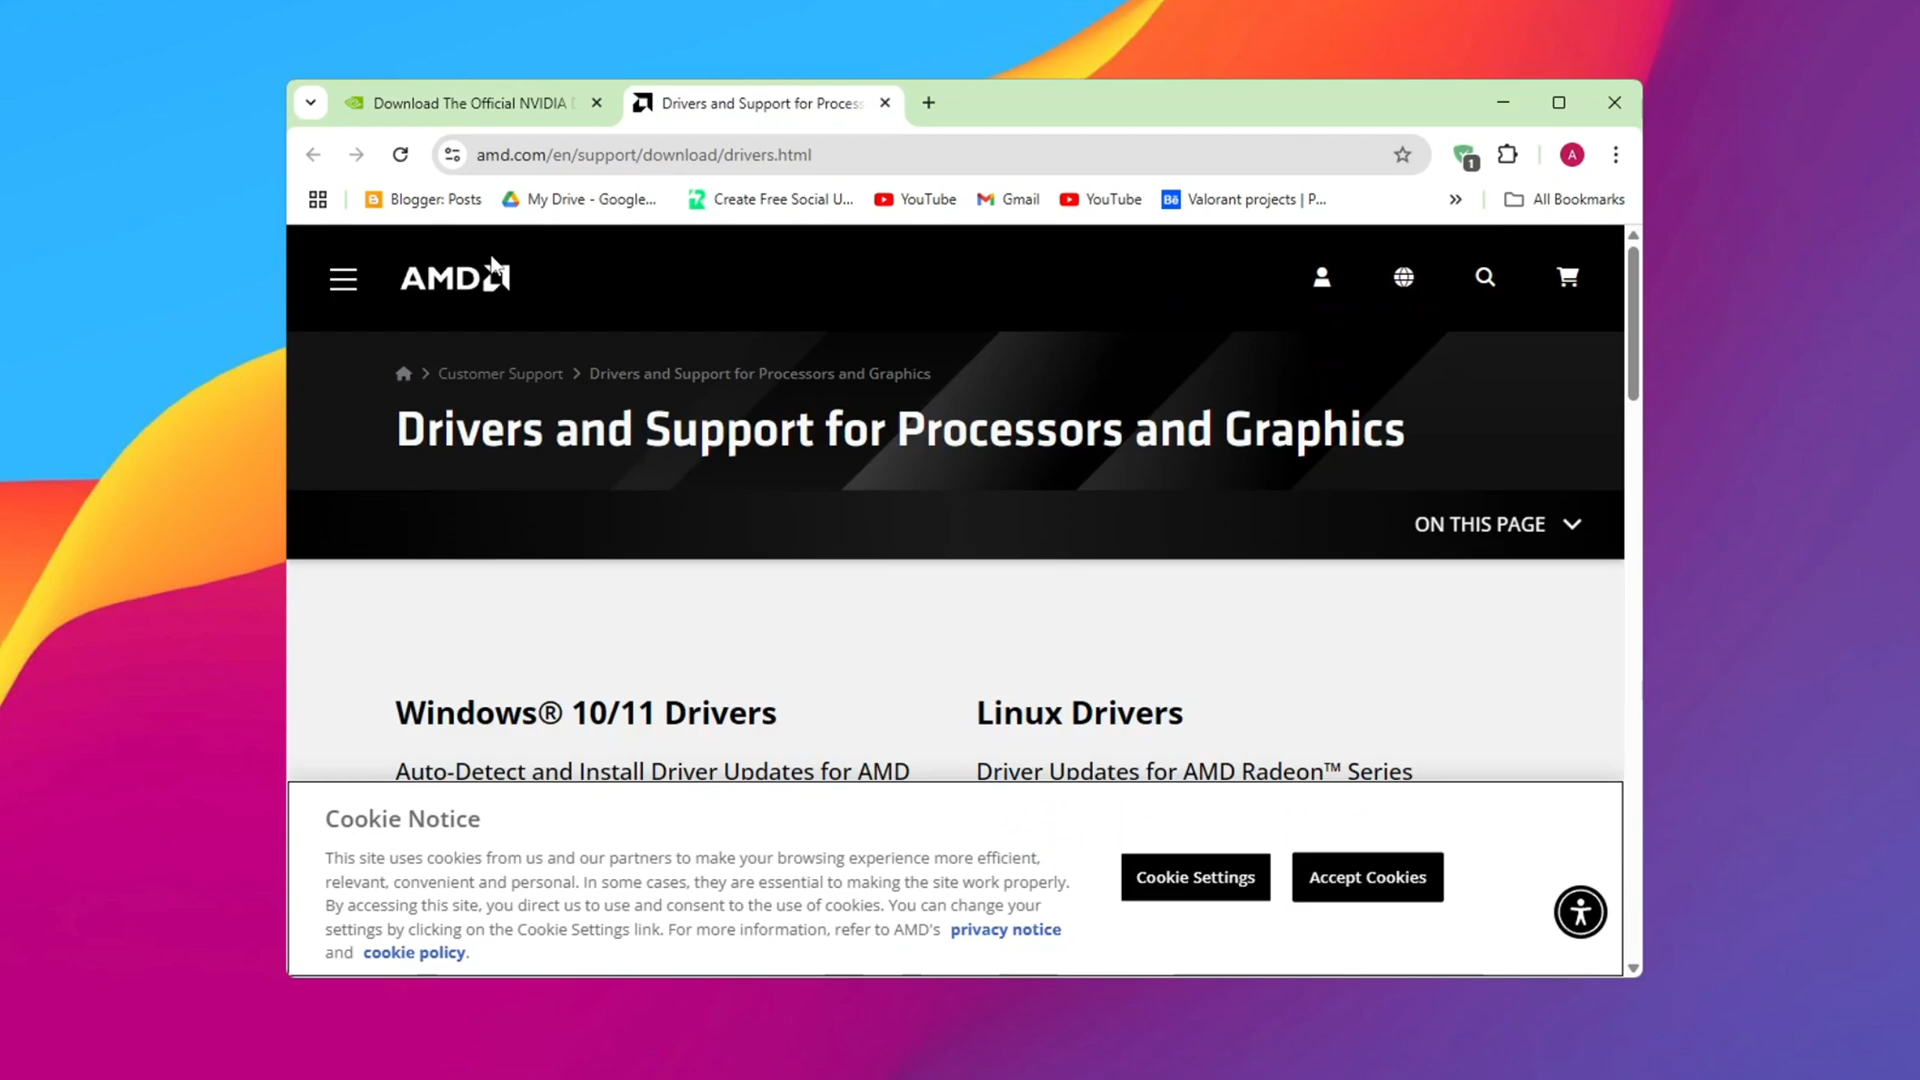 Download The Official NVIDIA D
Drivers and Support for Process
amd.com/en/support/download/drivers.html
1
A
Blogger: Posts
My Drive - Google...
Create Free Social U...
YouTube
Gmail
YouTube
Bē
Valorant projects | P...
All Bookmarks
AMD
Customer Support
Drivers and Support for Processors and Graphics
Drivers and Support for Processors and Graphics
ON THIS PAGE
Windows® 10/11 Drivers
Linux Drivers
Auto-Detect and Install Driver Updates for AMD
Driver Updates for AMD Radeon™ Series
Cookie Notice
This site uses cookies from us and our partners to make your browsing experience more efficient,
relevant, convenient and personal. In some cases, they are essential to making the site work properly.
By accessing this site, you direct us to use and consent to the use of cookies. You can change your
settings by clicking on the Cookie Settings link. For more information, refer to AMD's privacy notice
and cookie policy.
Cookie Settings
Accept Cookies